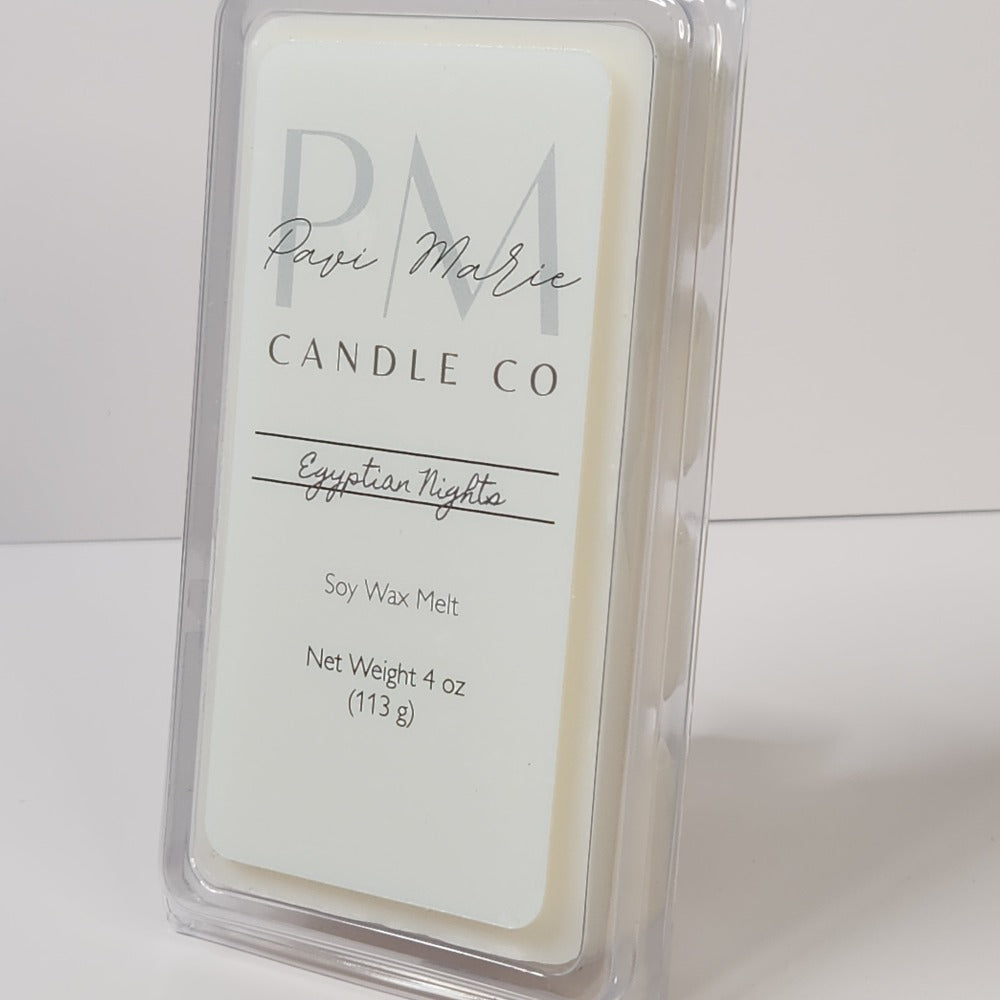 PM
Pavi Marie
CANDLE CO
Egyptian Nights
Soy Wax Melt
Net Weight 4 oz
(113 g)